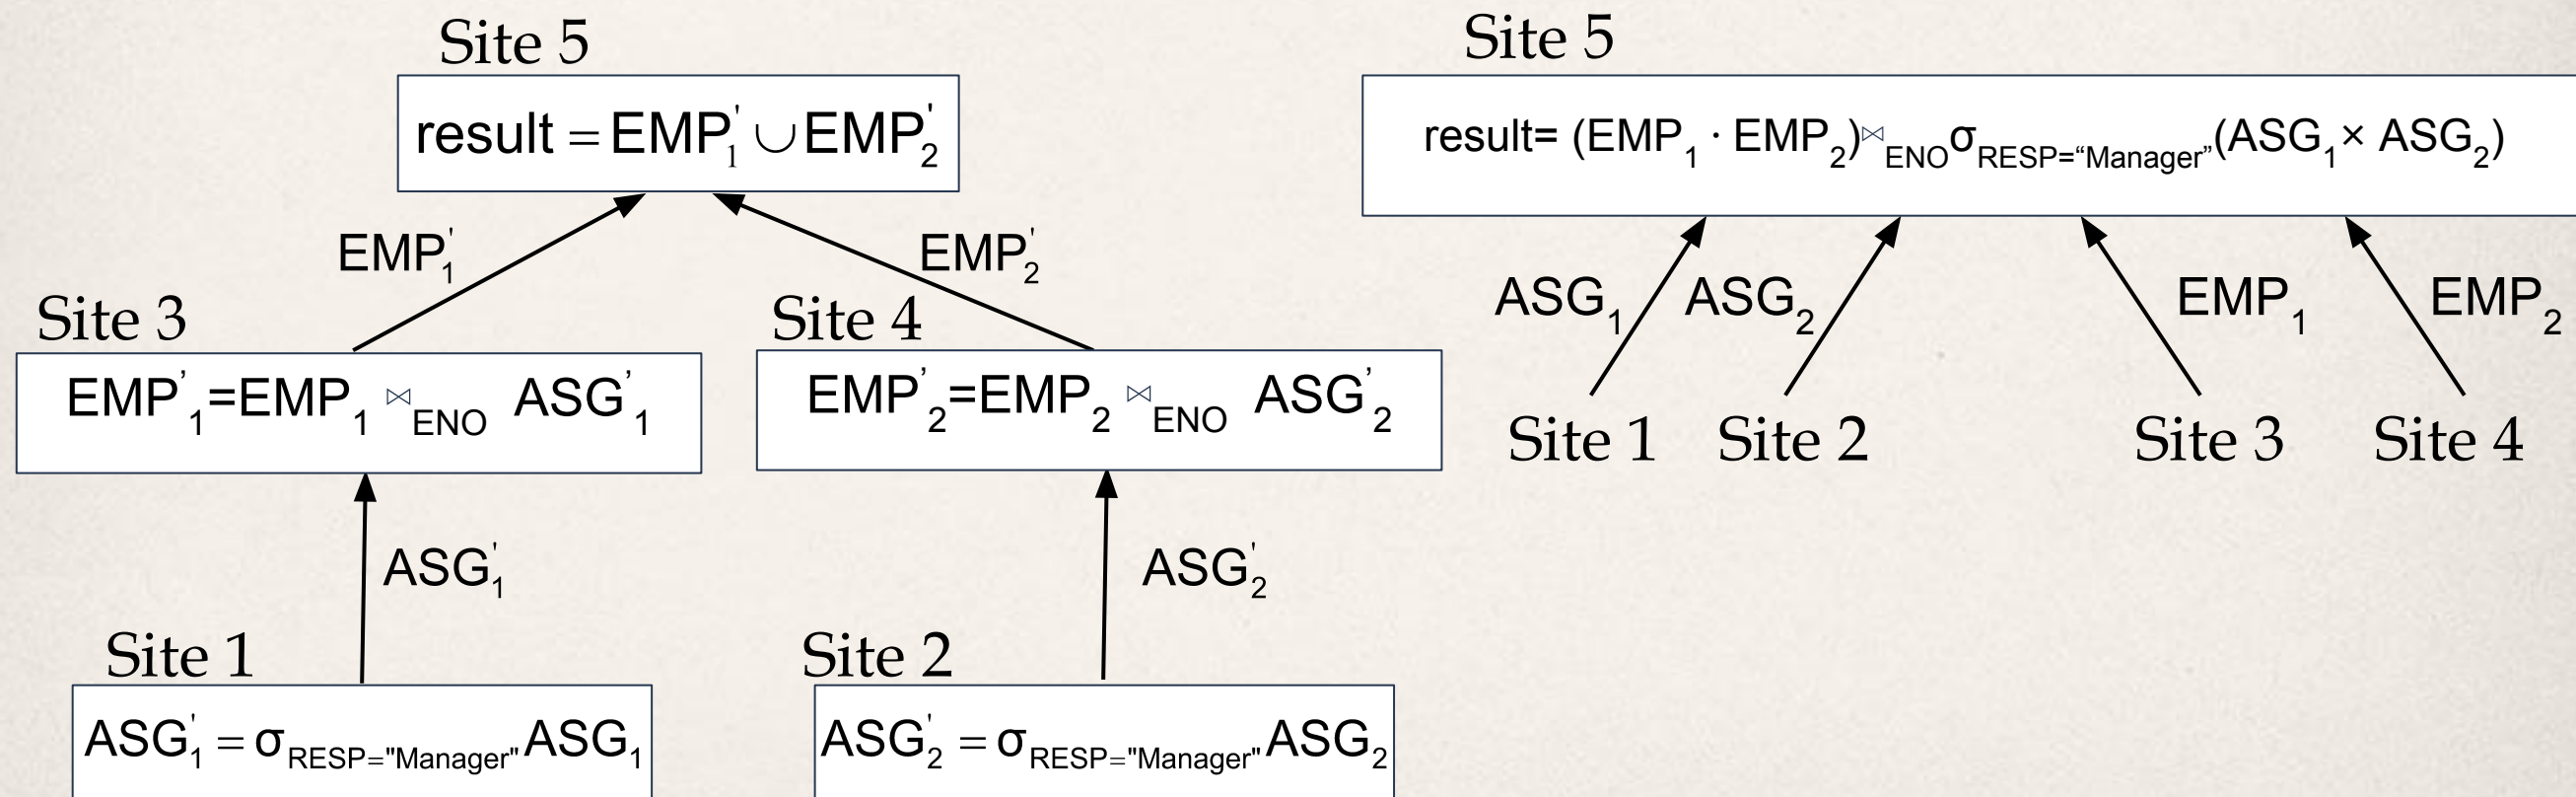 Site 5
result = EMP'₁ ∪ EMP'₂
EMP'₁
EMP'₂
Site 3
EMP'₁=EMP₁ ⋈ENO ASG'₁
Site 4
EMP'₂=EMP₂ ⋈ENO ASG'₂
ASG'₁
ASG'₂
Site 1
ASG'₁ = σRESP="Manager"ASG₁
Site 2
ASG'₂ = σRESP="Manager"ASG₂
Site 5
result= (EMP₁ · EMP₂)⋈ENOσRESP=“Manager”(ASG₁× ASG₂)
ASG₁
ASG₂
EMP₁
EMP₂
Site 1
Site 2
Site 3
Site 4